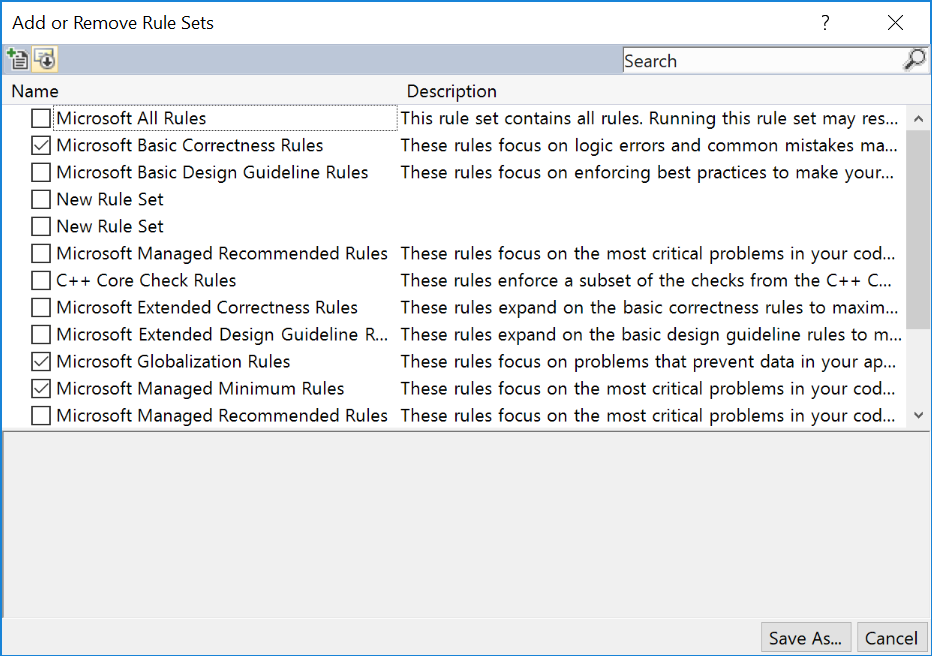 Add or Remove Rule Sets ?
Search
Name Description
Microsoft All Rules This rule set contains all rules. Running this rule set may res...
Microsoft Basic Correctness Rules These rules focus on logic errors and common mistakes ma...
Microsoft Basic Design Guideline Rules These rules focus on enforcing best practices to make your...
New Rule Set
New Rule Set
Microsoft Managed Recommended Rules These rules focus on the most critical problems in your cod...
C++ Core Check Rules These rules enforce a subset of the checks from the C++ C...
Microsoft Extended Correctness Rules These rules expand on the basic correctness rules to maxim...
Microsoft Extended Design Guideline R... These rules expand on the basic design guideline rules to m...
Microsoft Globalization Rules These rules focus on problems that prevent data in your ap...
Microsoft Managed Minimum Rules These rules focus on the most critical problems in your cod...
Microsoft Managed Recommended Rules These rules focus on the most critical problems in your cod...
Save As... Cancel